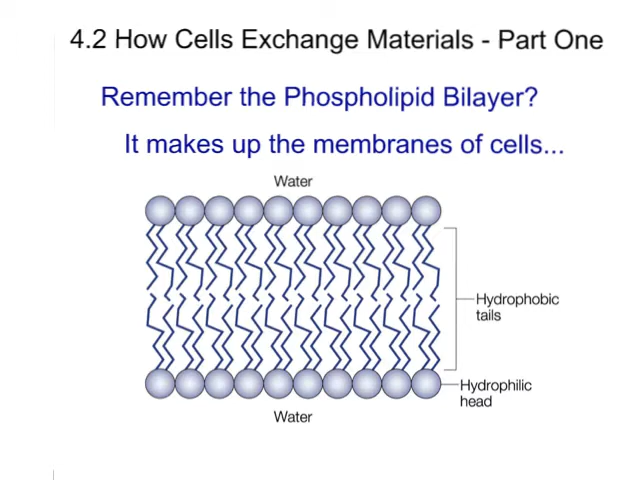 4.2 How Cells Exchange Materials - Part One
Remember the Phospholipid Bilayer?
It makes up the membranes of cells...
Water
Hydrophobic
tails
Hydrophilic
head
Water